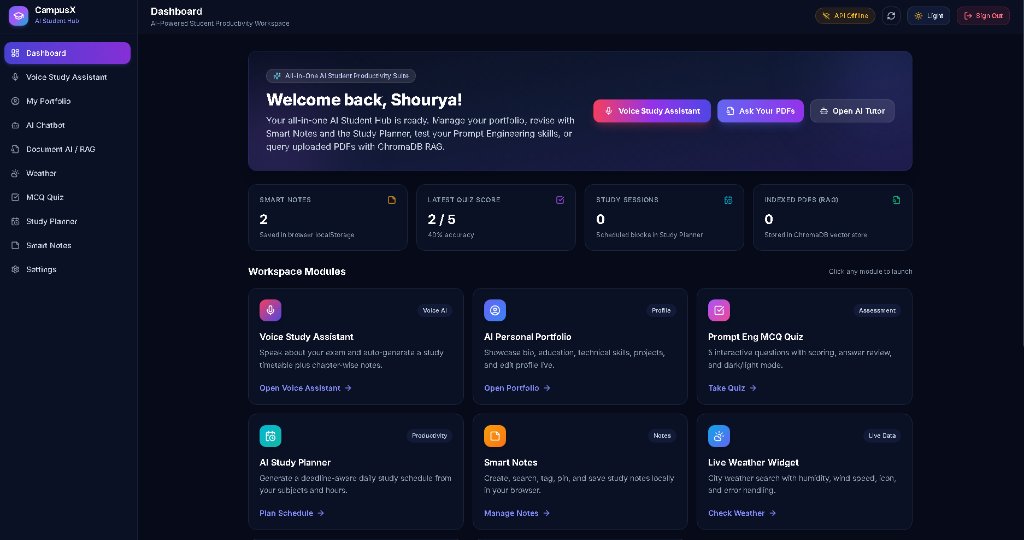 CampusX
AI Student Hub
Dashboard
Voice Study Assistant
My Portfolio
AI Chatbot
Document AI / RAG
Weather
MCQ Quiz
Study Planner
Smart Notes
Settings
Dashboard
AI-Powered Student Productivity Workspace
API Offline
Light
Sign Out
All-in-One AI Student Productivity Suite
Welcome back, Shourya!
Your all-in-one AI Student Hub is ready. Manage your portfolio, revise with
Smart Notes and the Study Planner, test your Prompt Engineering skills, or
query uploaded PDFs with ChromaDB RAG.
Voice Study Assistant
Ask Your PDFs
Open AI Tutor
SMART NOTES
2
Saved in browser localStorage
LATEST QUIZ SCORE
2 / 5
40% accuracy
STUDY SESSIONS
0
Scheduled blocks in Study Planner
INDEXED PDFS (RAG)
0
Stored in ChromaDB vector store
Workspace Modules
Click any module to launch
Voice AI
Voice Study Assistant
Speak about your exam and auto-generate a study
timetable plus chapter-wise notes.
Open Voice Assistant →
Profile
AI Personal Portfolio
Showcase bio, education, technical skills, projects,
and edit profile live.
Open Portfolio →
Assessment
Prompt Eng MCQ Quiz
5 interactive questions with scoring, answer review,
and dark/light mode.
Take Quiz →
Productivity
AI Study Planner
Generate a deadline-aware daily study schedule from
your subjects and hours.
Plan Schedule →
Notes
Smart Notes
Create, search, tag, pin, and save study notes locally
in your browser.
Manage Notes →
Live Data
Live Weather Widget
City weather search with humidity, wind speed, icon,
and error handling.
Check Weather →